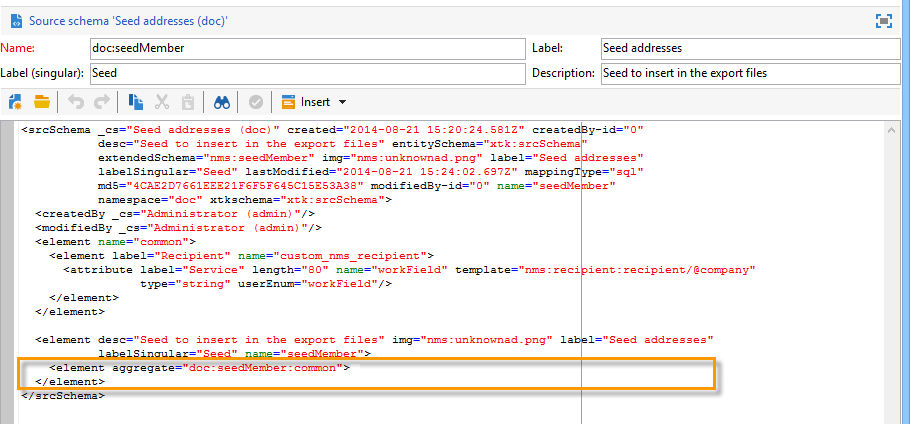 Source schema 'Seed addresses (doc)'
Name: doc:seedMember Label: Seed addresses
Label (singular): Seed Description: Seed to insert in the export files
Insert
<srcSchema _cs="Seed addresses (doc)" created="2014-08-21 15:20:24.581Z" createdBy-id="0"
desc="Seed to insert in the export files" entitySchema="xtk:srcSchema"
extendedSchema="nms:seedMember" img="nms:unknownad.png" label="Seed addresses"
labelSingular="Seed" lastModified="2014-08-21 15:24:02.697Z" mappingType="sql"
md5="4CAE2D7661EEE21F6F5F645C15E53A38" modifiedBy-id="0" name="seedMember"
namespace="doc" xtkschema="xtk:srcSchema">
<createdBy _cs="Administrator (admin)"/>
<modifiedBy _cs="Administrator (admin)"/>
<element name="common">
<element label="Recipient" name="custom_nms_recipient">
<attribute label="Service" length="80" name="workField" template="nms:recipient:recipient/@company"
type="string" userEnum="workField"/>
</element>
</element>
<element desc="Seed to insert in the export files" img="nms:unknownad.png" label="Seed addresses"
labelSingular="Seed" name="seedMember">
<element aggregate="doc:seedMember:common">
</element>
</srcSchema>